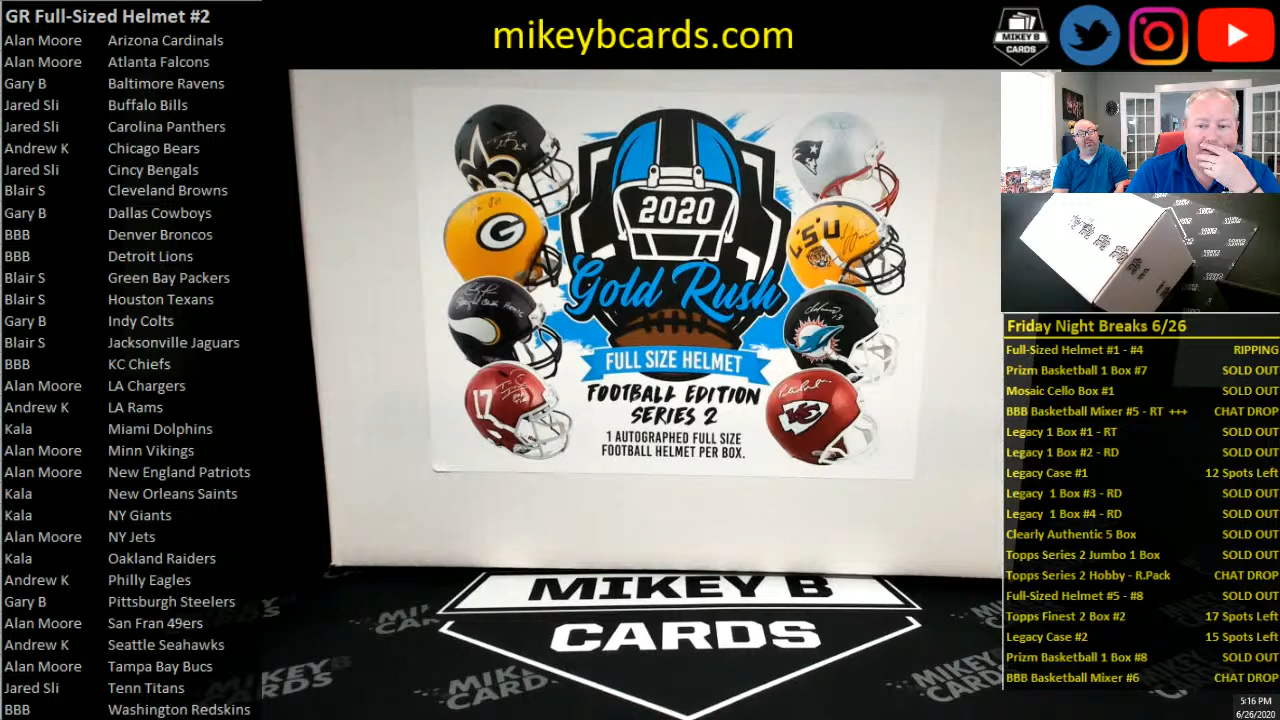 GR Full-Sized Helmet #2
Alan Moore Arizona Cardinals
Alan Moore Atlanta Falcons
Gary B Baltimore Ravens
Jared Sli Buffalo Bills
Jared Sli Carolina Panthers
Andrew K Chicago Bears
Jared Sli Cincy Bengals
Blair S Cleveland Browns
Gary B Dallas Cowboys
BBB Denver Broncos
BBB Detroit Lions
Blair S Green Bay Packers
Blair S Houston Texans
Gary B Indy Colts
Blair S Jacksonville Jaguars
BBB KC Chiefs
Alan Moore LA Chargers
Andrew K LA Rams
Kala Miami Dolphins
Alan Moore Minn Vikings
Alan Moore New England Patriots
Kala New Orleans Saints
Kala NY Giants
Alan Moore NY Jets
Kala Oakland Raiders
Andrew K Philly Eagles
Gary B Pittsburgh Steelers
Alan Moore San Fran 49ers
Andrew K Seattle Seahawks
Alan Moore Tampa Bay Bucs
Jared Sli Tenn Titans
BBB Washington Redskins
mikeybcards.com
MIKEY B
CARDS
2020
Gold Rush
FULL SIZE HELMET
FOOTBALL EDITION
SERIES 2
1 AUTOGRAPHED FULL SIZE
FOOTBALL HELMET PER BOX.
G
LSU
17
KC
MIKEY B
CARDS
MIKEY B
CARDS
MIKEY
CARDS
Friday Night Breaks 6/26
Full-Sized Helmet #1 - #4 RIPPING
Prizm Basketball 1 Box #7 SOLD OUT
Mosaic Cello Box #1 SOLD OUT
BBB Basketball Mixer #5 - RT +++ CHAT DROP
Legacy 1 Box #1 - RT SOLD OUT
Legacy 1 Box #2 - RD SOLD OUT
Legacy Case #1 12 Spots Left
Legacy 1 Box #3 - RD SOLD OUT
Legacy 1 Box #4 - RD SOLD OUT
Clearly Authentic 5 Box SOLD OUT
Topps Series 2 Jumbo 1 Box SOLD OUT
Topps Series 2 Hobby - R.Pack CHAT DROP
Full-Sized Helmet #5 - #8 SOLD OUT
Topps Finest 2 Box #2 17 Spots Left
Legacy Case #2 15 Spots Left
Prizm Basketball 1 Box #8 SOLD OUT
BBB Basketball Mixer #6 CHAT DROP
5:16 PM
6/26/2020